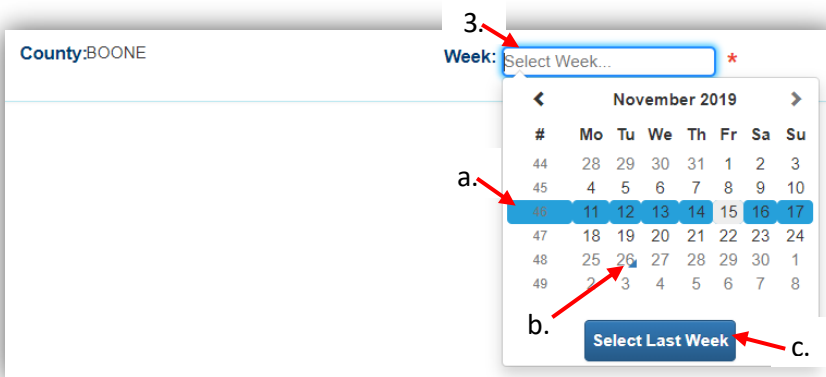 3.
County:BOONE Week: Select Week... *
November 2019
# Mo Tu We Th Fr Sa Su
44 28 29 30 31 1 2 3
45 4 5 6 7 8 9 10
a.
46 11 12 13 14 15 16 17
47 18 19 20 21 22 23 24
48 25 26 27 28 29 30 1
49 2 3 4 5 6 7 8
b.
Select Last Week
c.